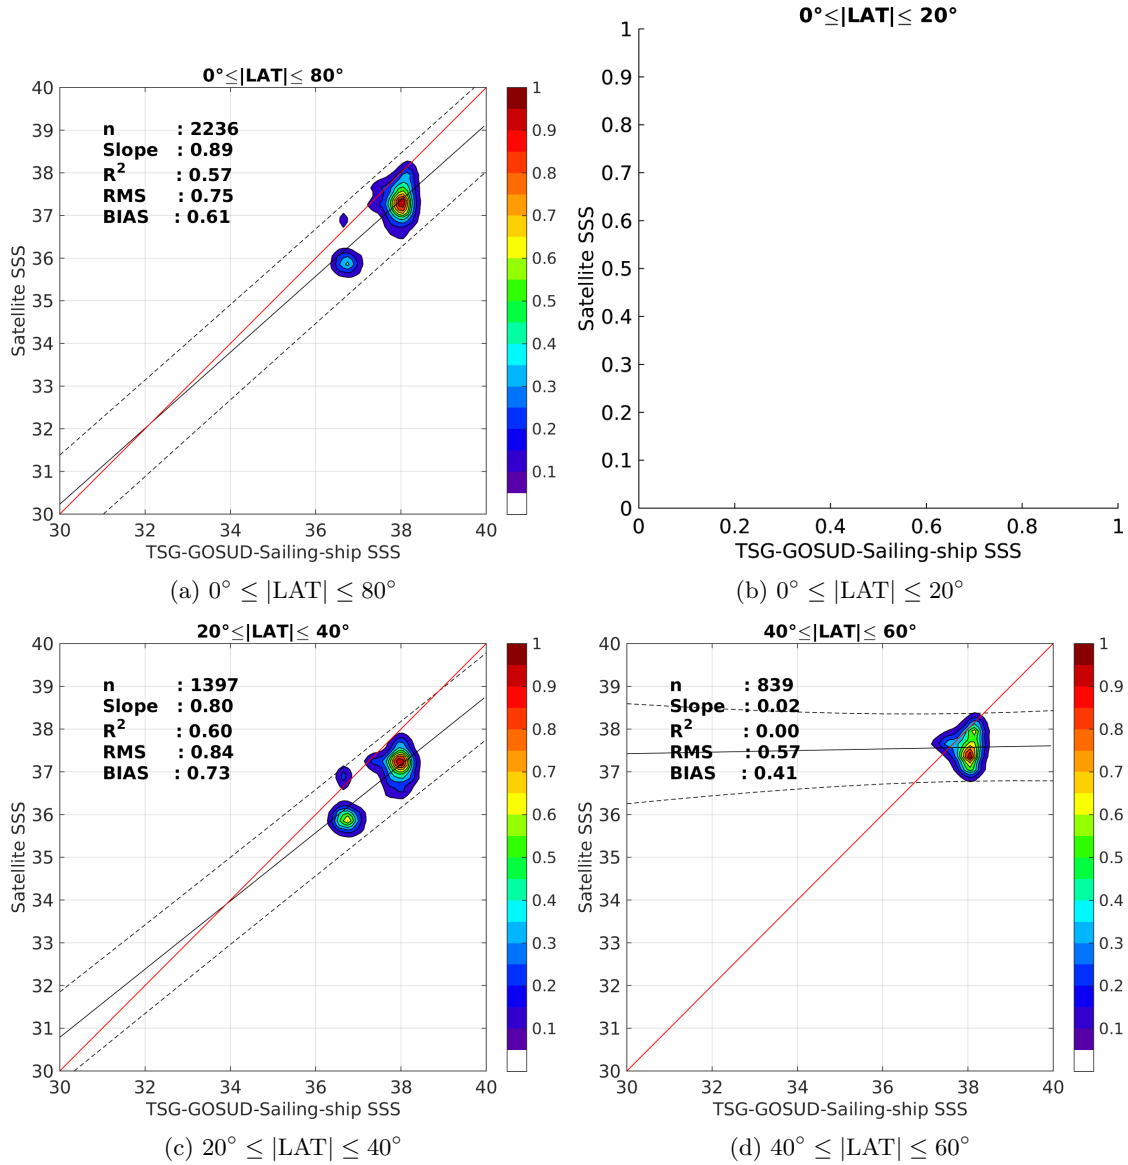 0°≤|LAT|≤ 80°
n : 2236
Slope : 0.89
R2 : 0.57
RMS : 0.75
BIAS : 0.61
40
39
38
37
36
35
34
33
32
31
30
30 32 34 36 38 40
Satellite SSS
TSG-GOSUD-Sailing-ship SSS
1
0.9
0.8
0.7
0.6
0.5
0.4
0.3
0.2
0.1
(a) 0° ≤ |LAT| ≤ 80°
0°≤|LAT|≤ 20°
1
0.9
0.8
0.7
0.6
0.5
0.4
0.3
0.2
0.1
0
0 0.2 0.4 0.6 0.8 1
Satellite SSS
TSG-GOSUD-Sailing-ship SSS
(b) 0° ≤ |LAT| ≤ 20°
20°≤|LAT|≤ 40°
n : 1397
Slope : 0.80
R2 : 0.60
RMS : 0.84
BIAS : 0.73
40
39
38
37
36
35
34
33
32
31
30
30 32 34 36 38 40
Satellite SSS
TSG-GOSUD-Sailing-ship SSS
1
0.9
0.8
0.7
0.6
0.5
0.4
0.3
0.2
0.1
(c) 20° ≤ |LAT| ≤ 40°
40°≤|LAT|≤ 60°
n : 839
Slope : 0.02
R2 : 0.00
RMS : 0.57
BIAS : 0.41
40
39
38
37
36
35
34
33
32
31
30
30 32 34 36 38 40
Satellite SSS
TSG-GOSUD-Sailing-ship SSS
1
0.9
0.8
0.7
0.6
0.5
0.4
0.3
0.2
0.1
(d) 40° ≤ |LAT| ≤ 60°